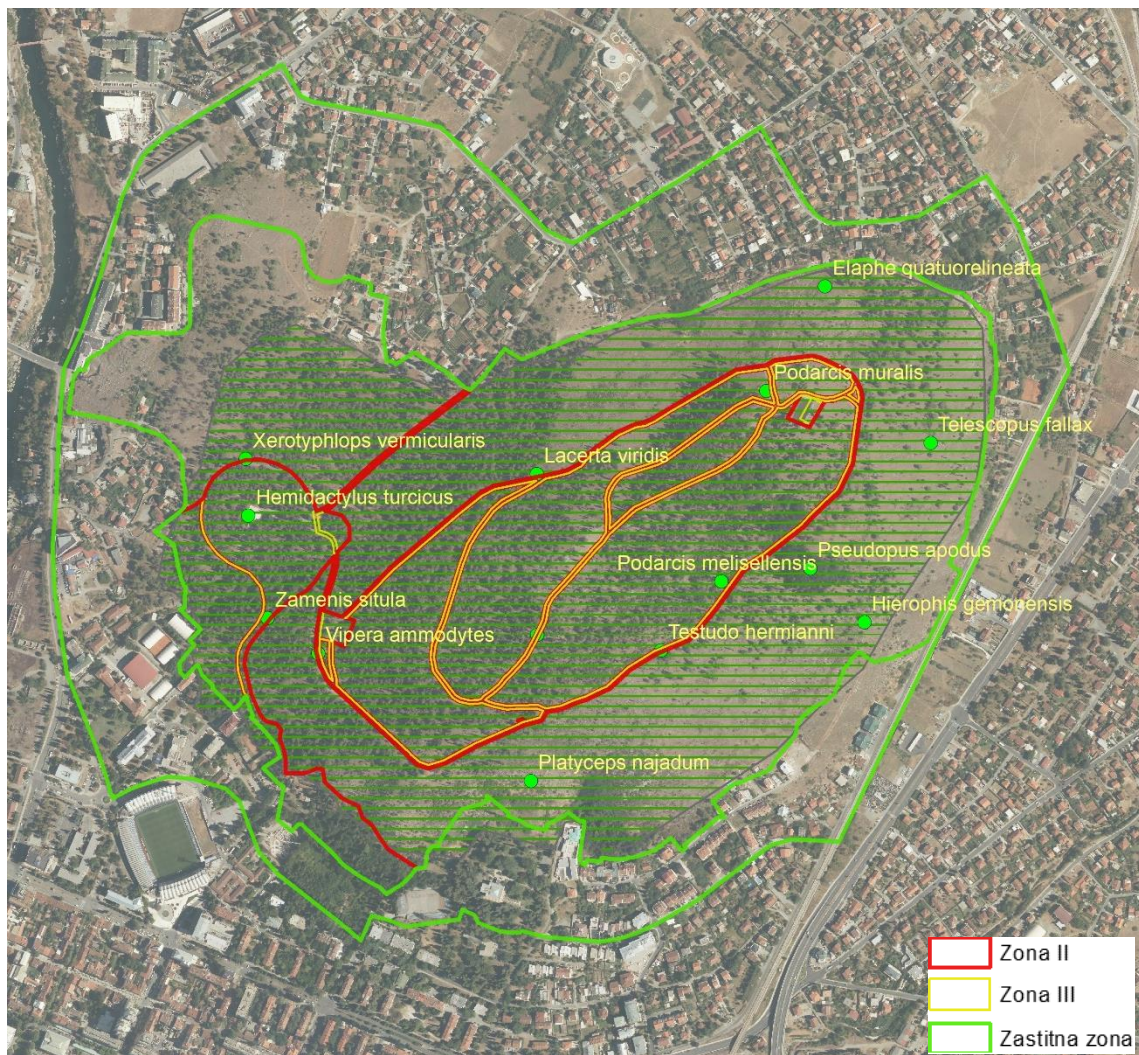 Elaphe quatuorelineata
Podarcis muralis
Telescopus fallax
Xerotyphlops vermicularis
Lacerta viridis
Hemidactylus turcicus
Pseudopus apodus
Podarcis melisellensis
Zamenis situla
Hierophis gemonensis
Vipera ammodytes
Testudo hermianni
Platyceps najadum
Zona II
Zona III
Zastitna zona